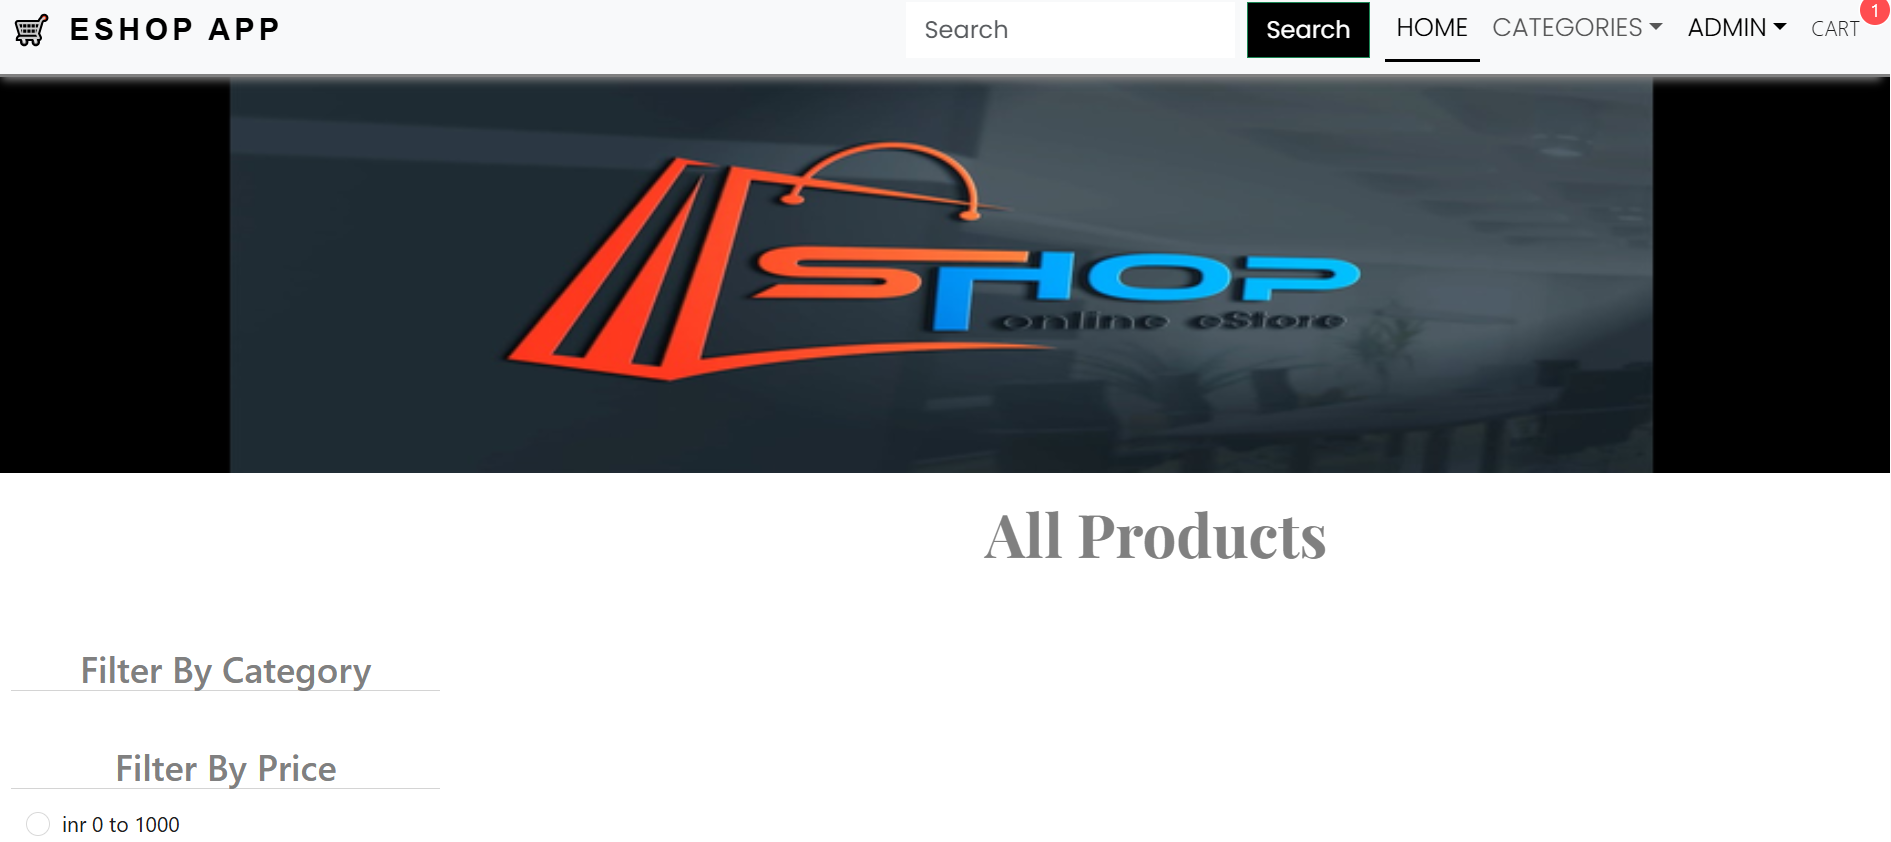 ESHOP APP
Search
Search
HOME
CATEGORIES
ADMIN
CART
1
SHOP
online eStore
All Products
Filter By Category
Filter By Price
inr 0 to 1000